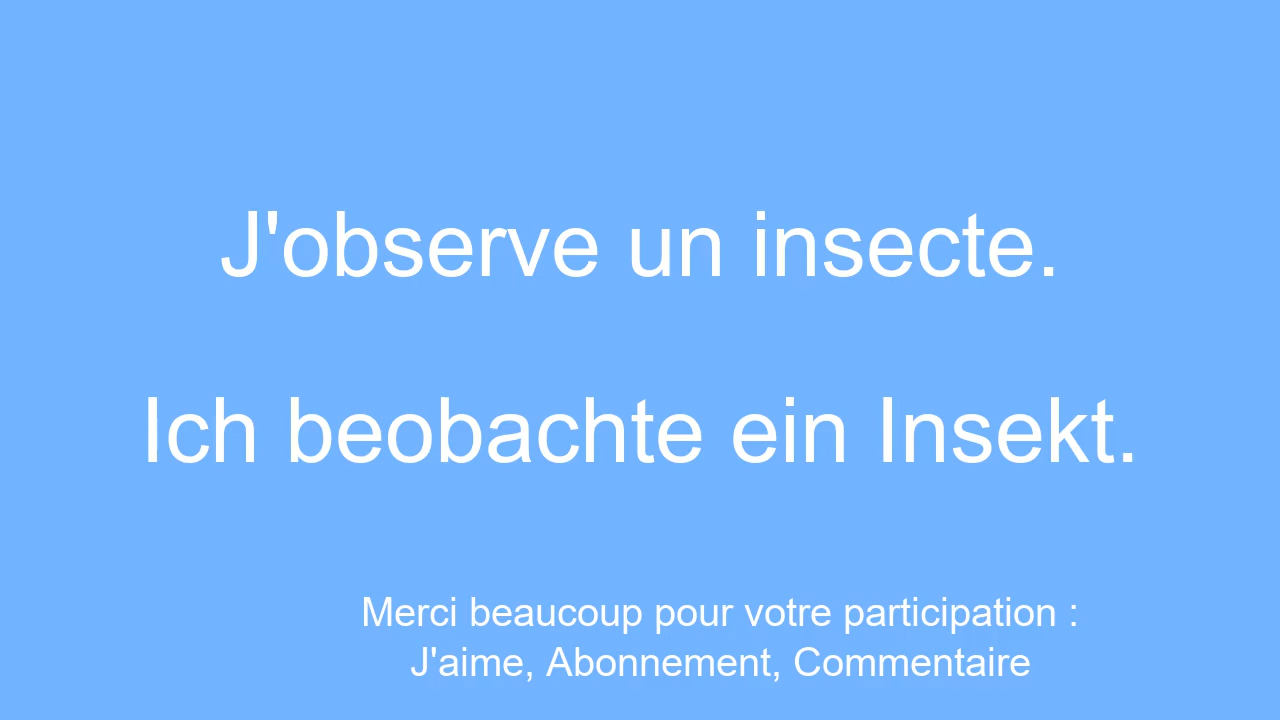 J'observe un insecte.
Ich beobachte ein Insekt.
Merci beaucoup pour votre participation :
J'aime, Abonnement, Commentaire